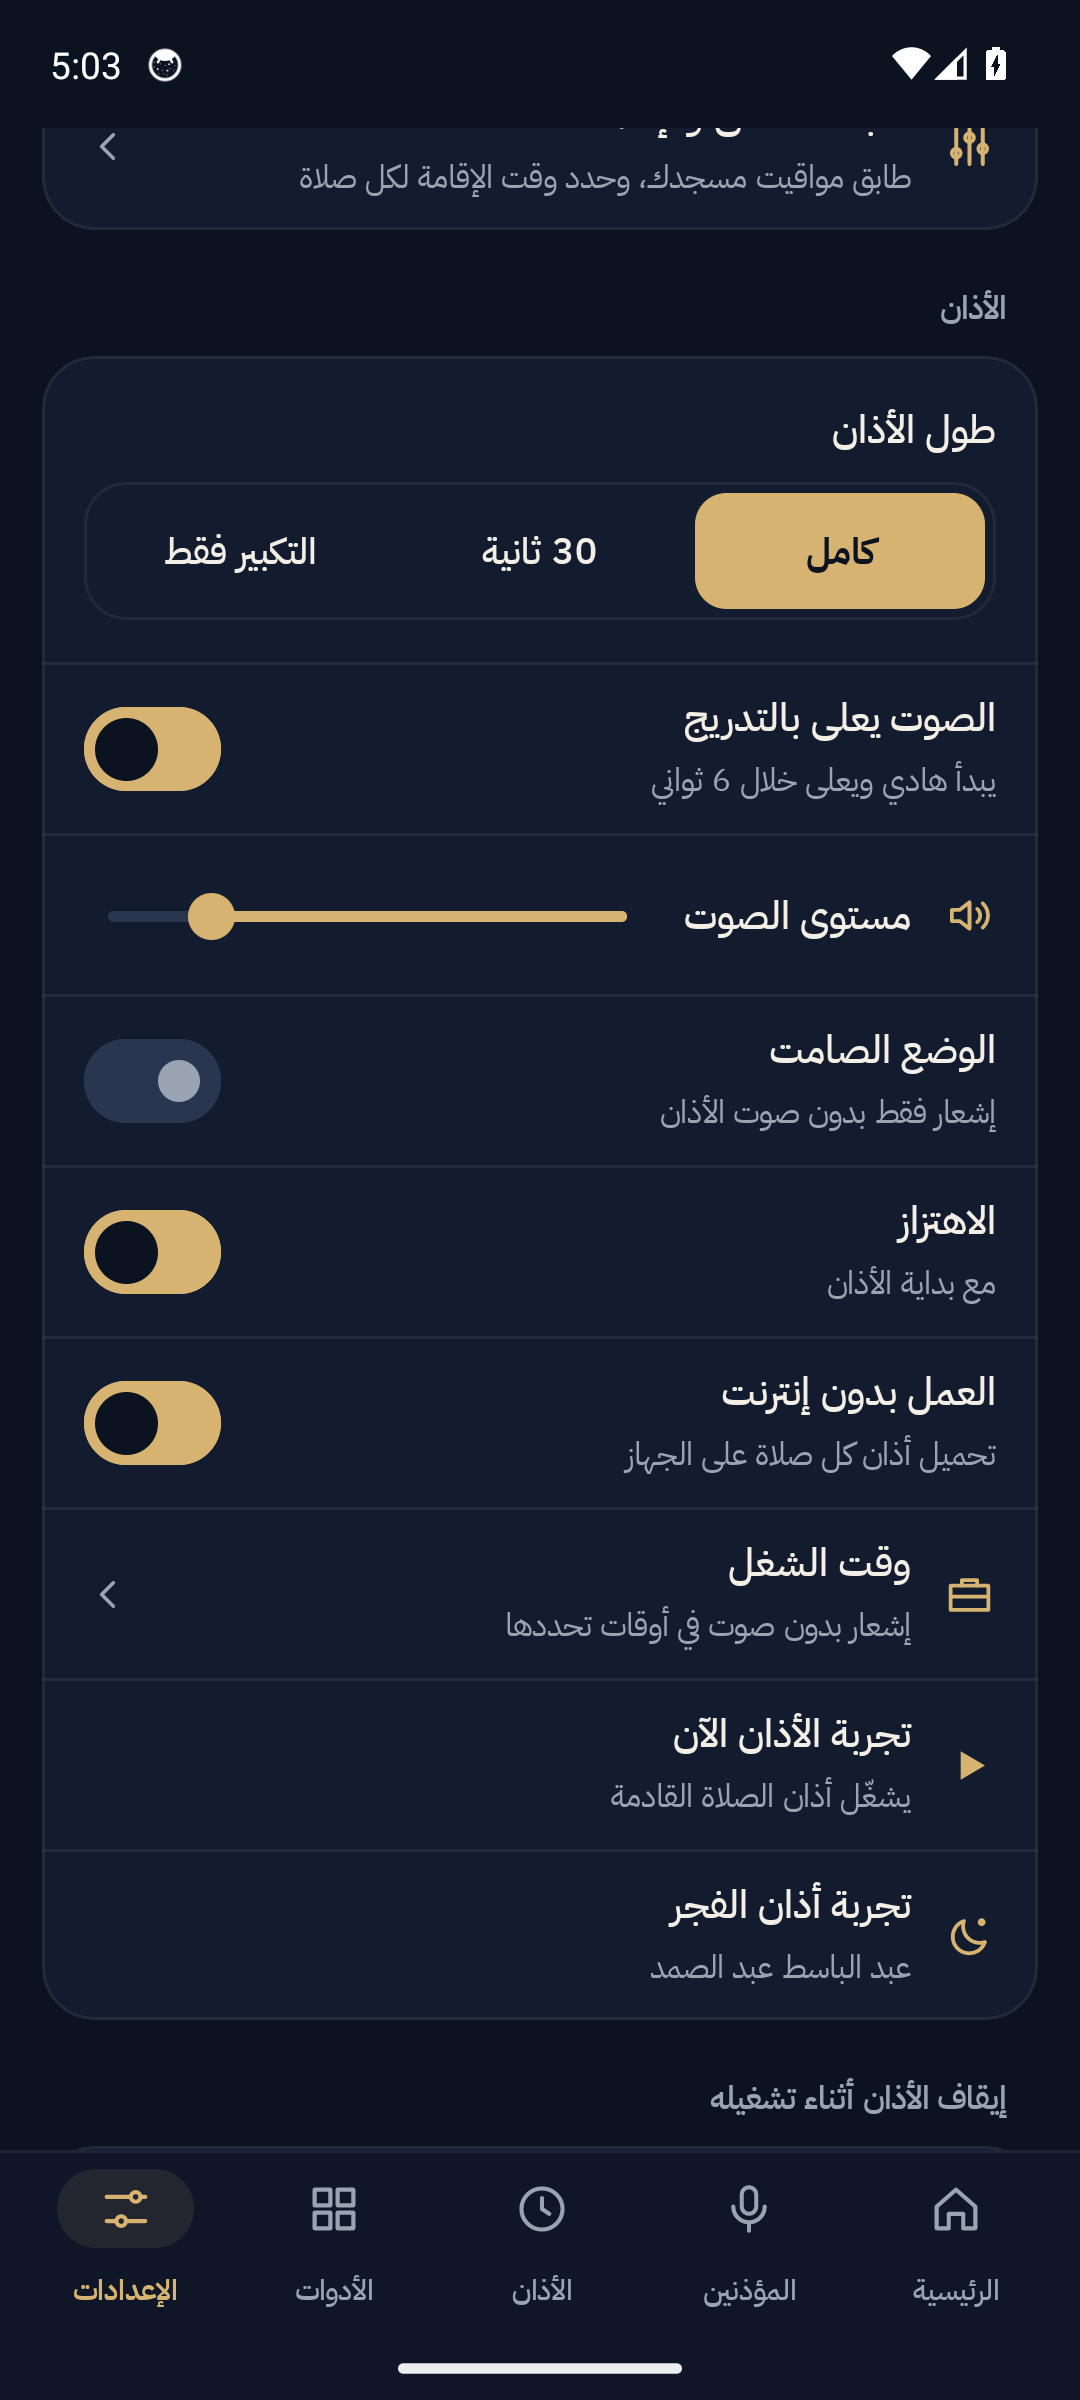 5:03
طابق مواقيت مسجدك، وحدد وقت الإقامة لكل صلاة
الأذان
طول الأذان
كامل
30 ثانية
التكبير فقط
الصوت يعلى بالتدريج
يبدأ هادي ويعلى خلال 6 ثواني
مستوى الصوت
الوضع الصامت
إشعار فقط بدون صوت الأذان
الاهتزاز
مع بداية الأذان
العمل بدون إنترنت
تحميل أذان كل صلاة على الجهاز
وقت الشغل
إشعار بدون صوت في أوقات تحددها
تجربة الأذان الآن
يشغّل أذان الصلاة القادمة
تجربة أذان الفجر
عبد الباسط عبد الصمد
إيقاف الأذان أثناء تشغيله
الرئيسية
المؤذنين
الأذان
الأدوات
الإعدادات